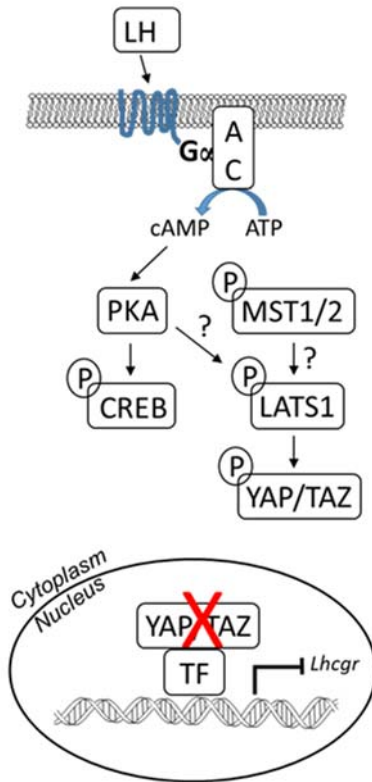 LH
Gα
A
C
cAMP
ATP
PKA
?
P
MST1/2
?
P
CREB
P
LATS1
P
YAP/TAZ
Cytoplasm
Nucleus
YAP TAZ
TF
Lhcgr